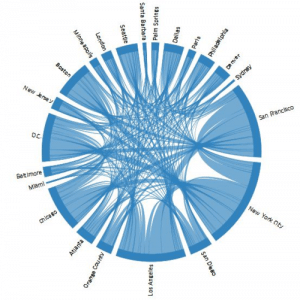 Palm Springs
Dallas
Paris
Philadelphia
Denver
Sydney
San Francisco
New York City
San Diego
Los Angeles
Orange County
Atlanta
Chicago
Miami
Baltimore
D.C.
New Jersey
Boston
Minneapolis
London
Seattle
Santa Barbara